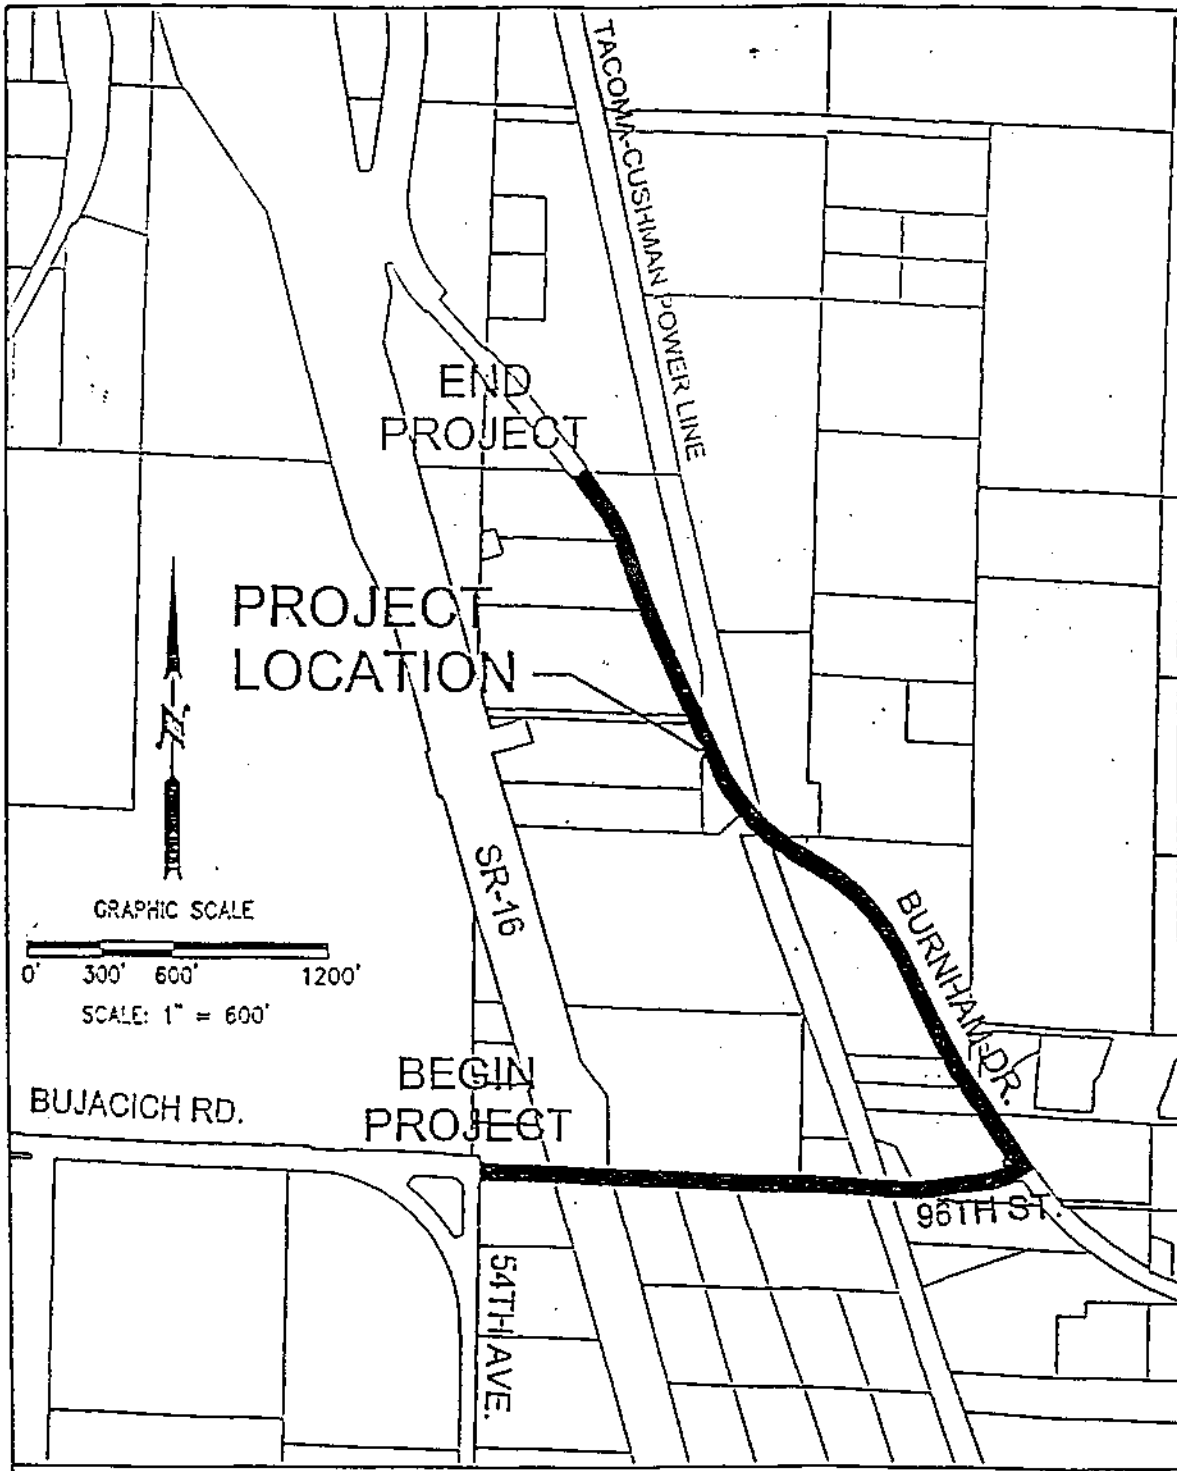 TACOMA-CUSHMAN POWER LINE
END
PROJECT
PROJECT
LOCATION
N
SR-16
GRAPHIC SCALE
0' 300' 600' 1200'
SCALE: 1" = 600'
BURNHAM DR.
BEGIN
PROJECT
BUJACICH RD.
96TH ST.
54TH AVE.